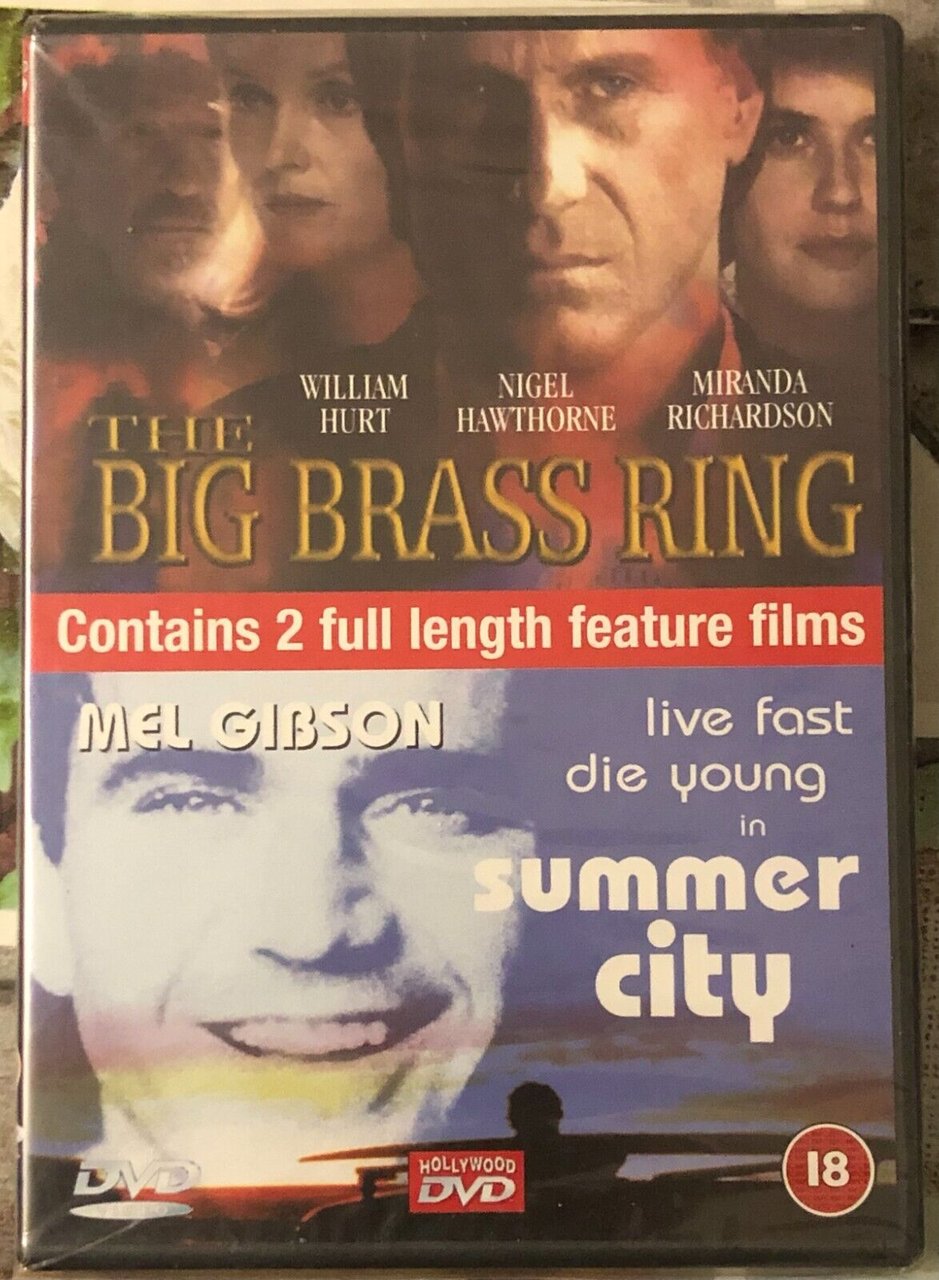 WILLIAM HURT
NIGEL HAWTHORNE
MIRANDA RICHARDSON
THE
BIG BRASS RING
Contains 2 full length feature films
MEL GIBSON
live fast
die young
in
summer
city
DVD
VIDEO
HOLLYWOOD
DVD
18